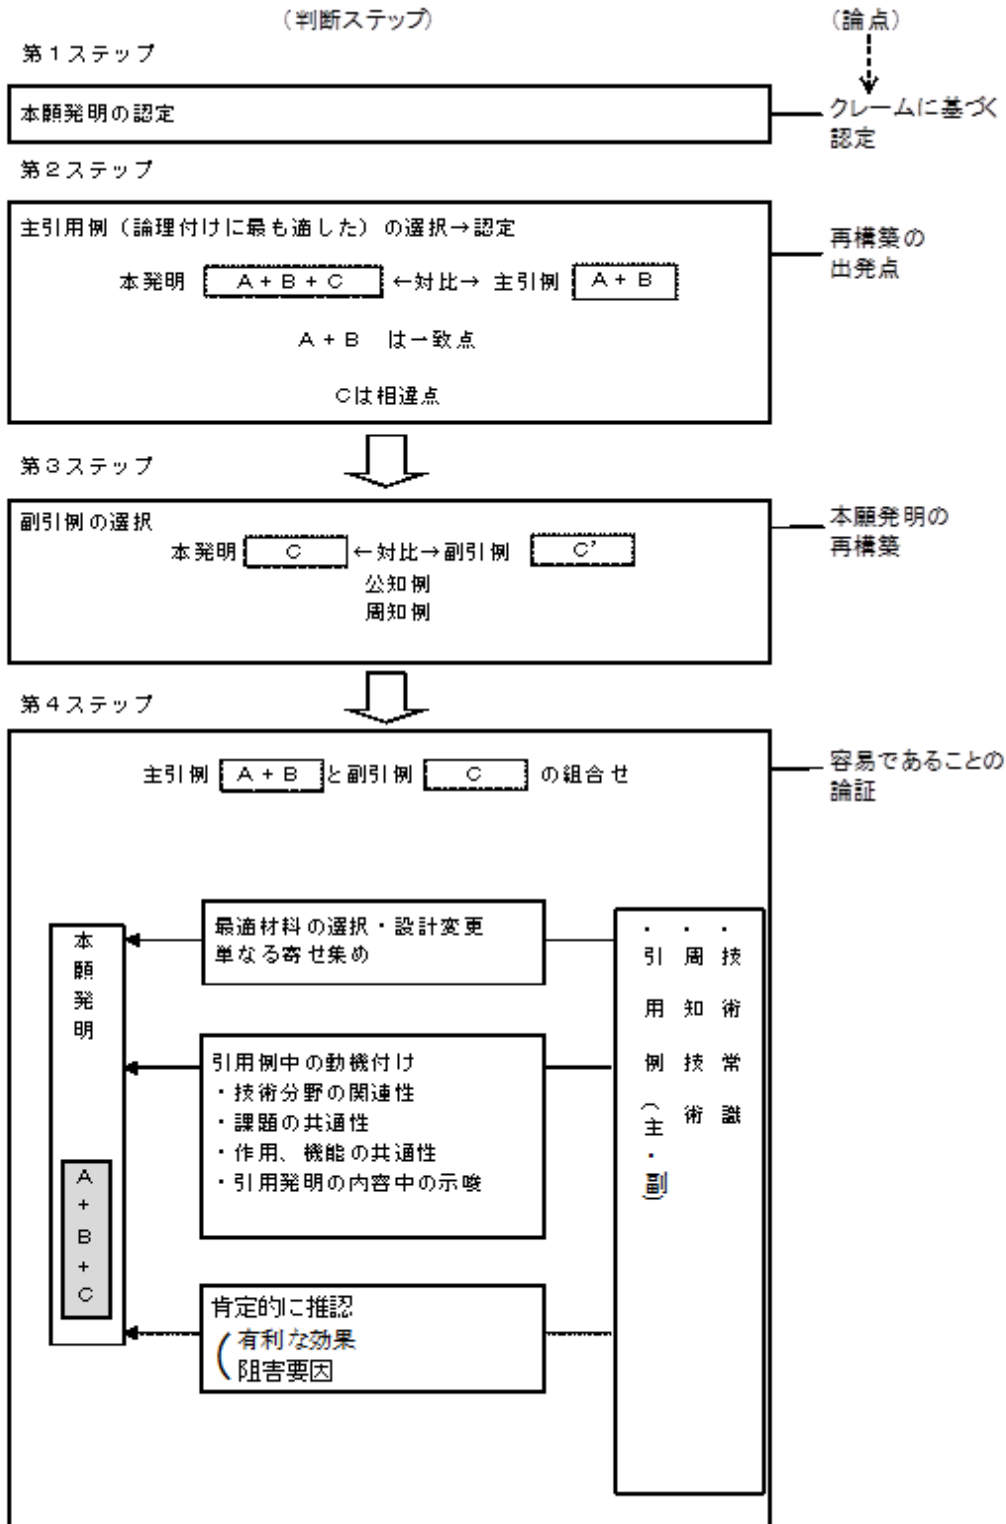 （判断ステップ）
（論点）
第１ステップ
本願発明の認定
クレームに基づく
認定
第２ステップ
主引用例（論理付けに最も適した）の選択→認定
再構築の
出発点
本発明 Ａ＋Ｂ＋Ｃ ←対比→ 主引例 Ａ＋Ｂ
Ａ＋Ｂ は一致点
Ｃは相違点
第３ステップ
副引例の選択
本願発明の
再構築
本発明 Ｃ ←対比→副引例 Ｃ’
公知例
周知例
第４ステップ
主引例 Ａ＋Ｂ と副引例 Ｃ の組合せ
容易であることの
論証
本願発明
Ａ＋Ｂ＋Ｃ
最適材料の選択・設計変更
単なる寄せ集め
引用例中の動機付け
・技術分野の関連性
・課題の共通性
・作用、機能の共通性
・引用発明の内容中の示唆
肯定的に推認
（有利な効果
阻害要因
・技術常識
・周知技術
・引用例（主・副）